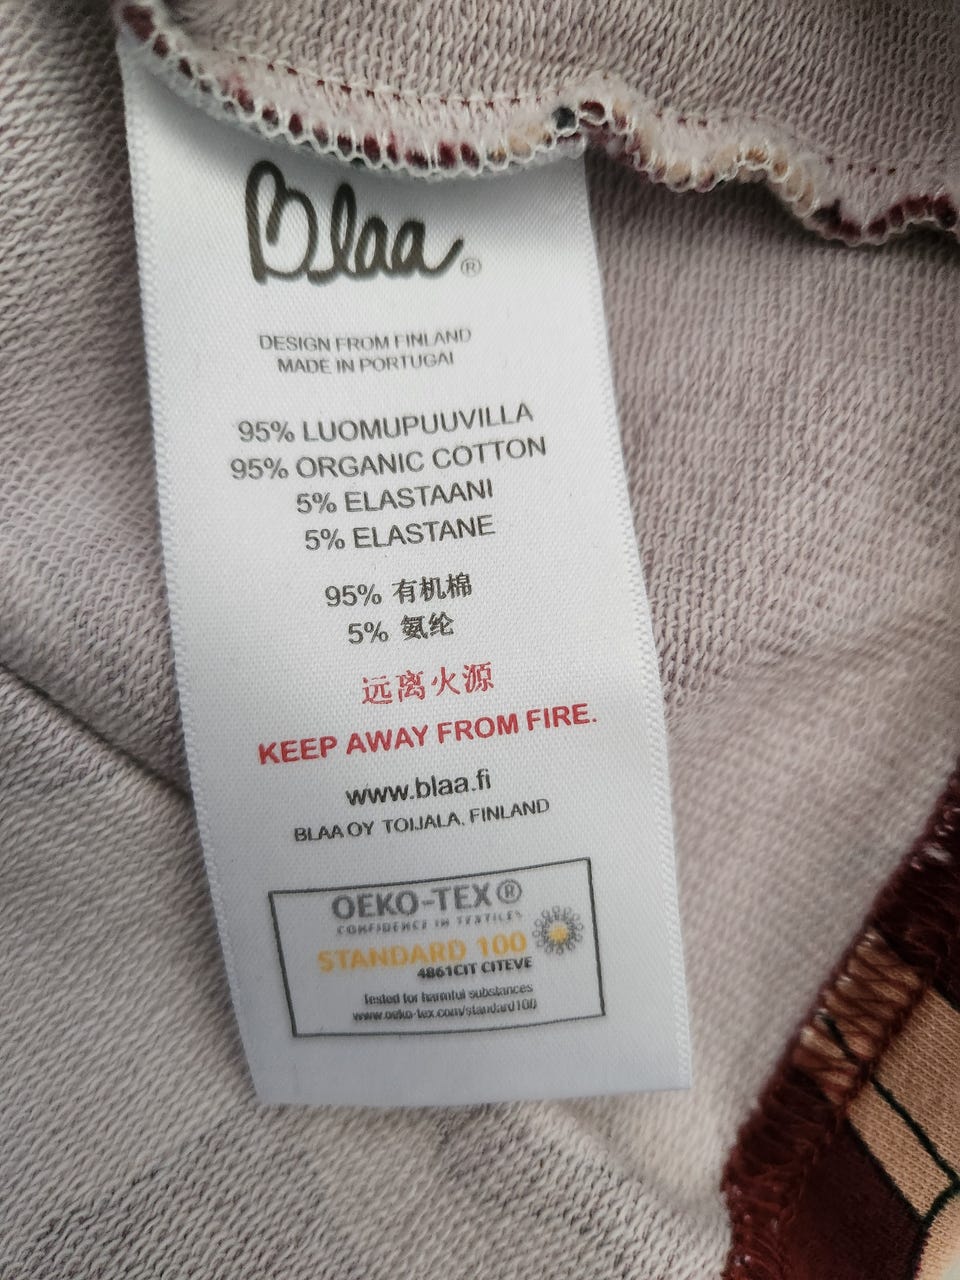 Blaa®
DESIGN FROM FINLAND
MADE IN PORTUGAL
95% LUOMUPUUVILLA
95% ORGANIC COTTON
5% ELASTAANI
5% ELASTANE
95% 有机棉
5% 氨纶
远离火源
KEEP AWAY FROM FIRE.
www.blaa.fi
BLAA OY TOIJALA, FINLAND
OEKO-TEX®
CONFIDENCE IN TEXTILES
STANDARD 100
4861CIT CITEVE
Tested for harmful substances
www.oeko-tex.com/standard100